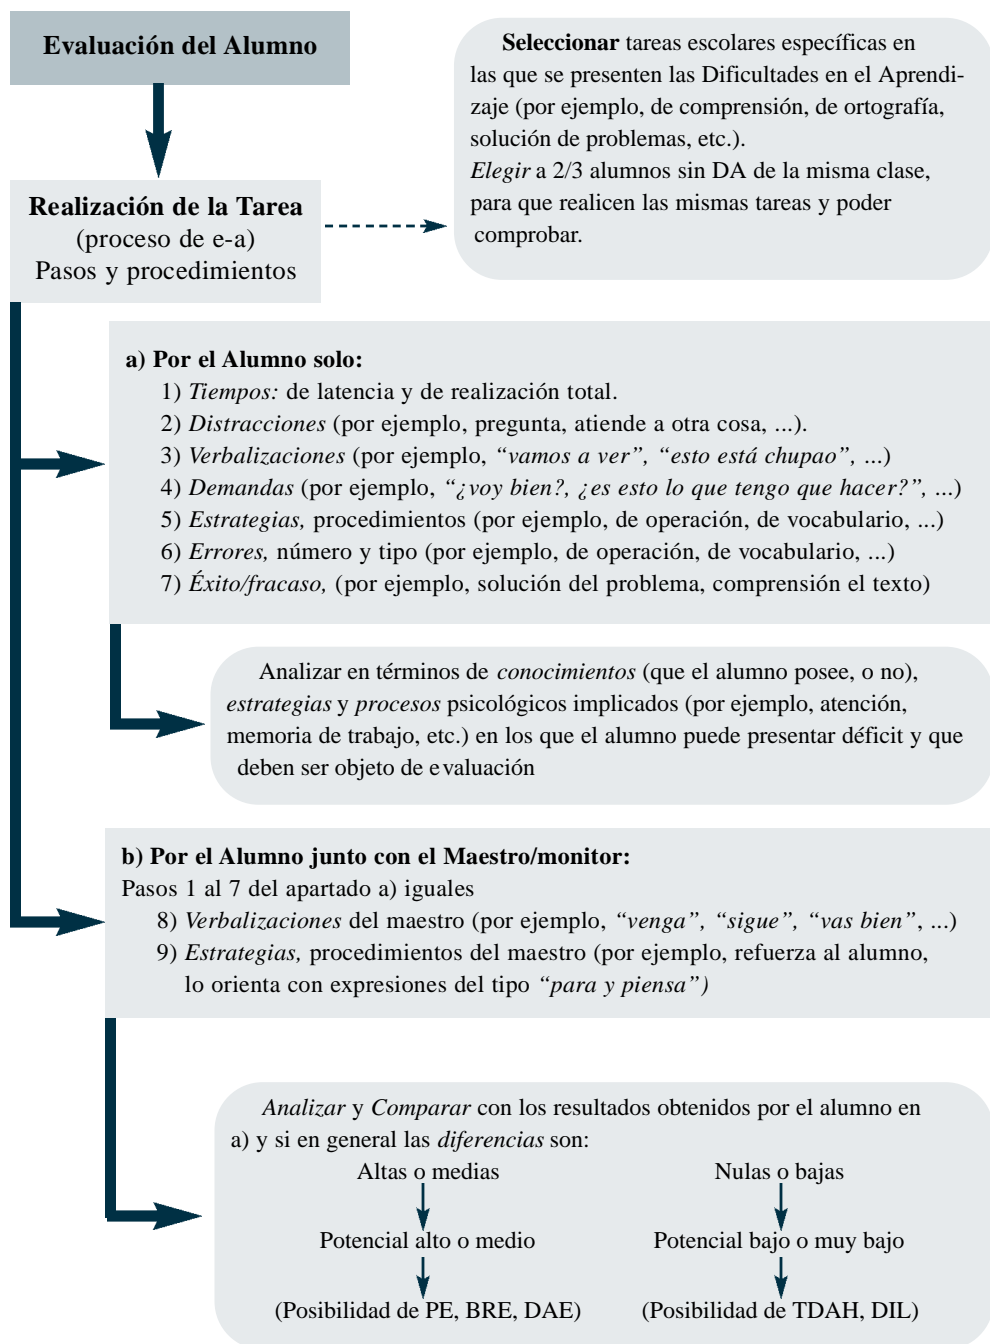 Evaluación del Alumno
Seleccionar tareas escolares específicas en
las que se presenten las Dificultades en el Aprendi-
zaje (por ejemplo, de comprensión, de ortografía,
solución de problemas, etc.).
Elegir a 2/3 alumnos sin DA de la misma clase,
para que realicen las mismas tareas y poder
comprobar.
Realización de la Tarea
(proceso de e-a)
Pasos y procedimientos
a) Por el Alumno solo:
1) Tiempos: de latencia y de realización total.
2) Distracciones (por ejemplo, pregunta, atiende a otra cosa, ...).
3) Verbalizaciones (por ejemplo, “vamos a ver”, “esto está chupao”, ...)
4) Demandas (por ejemplo, “¿voy bien?, ¿es esto lo que tengo que hacer?”, ...)
5) Estrategias, procedimientos (por ejemplo, de operación, de vocabulario, ...)
6) Errores, número y tipo (por ejemplo, de operación, de vocabulario, ...)
7) Éxito/fracaso, (por ejemplo, solución del problema, comprensión el texto)
Analizar en términos de conocimientos (que el alumno posee, o no),
estrategias y procesos psicológicos implicados (por ejemplo, atención,
memoria de trabajo, etc.) en los que el alumno puede presentar déficit y que
deben ser objeto de evaluación
b) Por el Alumno junto con el Maestro/monitor:
Pasos 1 al 7 del apartado a) iguales
8) Verbalizaciones del maestro (por ejemplo, “venga”, “sigue”, “vas bien”, ...)
9) Estrategias, procedimientos del maestro (por ejemplo, refuerza al alumno,
lo orienta con expresiones del tipo “para y piensa”)
Analizar y Comparar con los resultados obtenidos por el alumno en
a) y si en general las diferencias son:
Altas o medias
Nulas o bajas
Potencial alto o medio
Potencial bajo o muy bajo
(Posibilidad de PE, BRE, DAE)
(Posibilidad de TDAH, DIL)